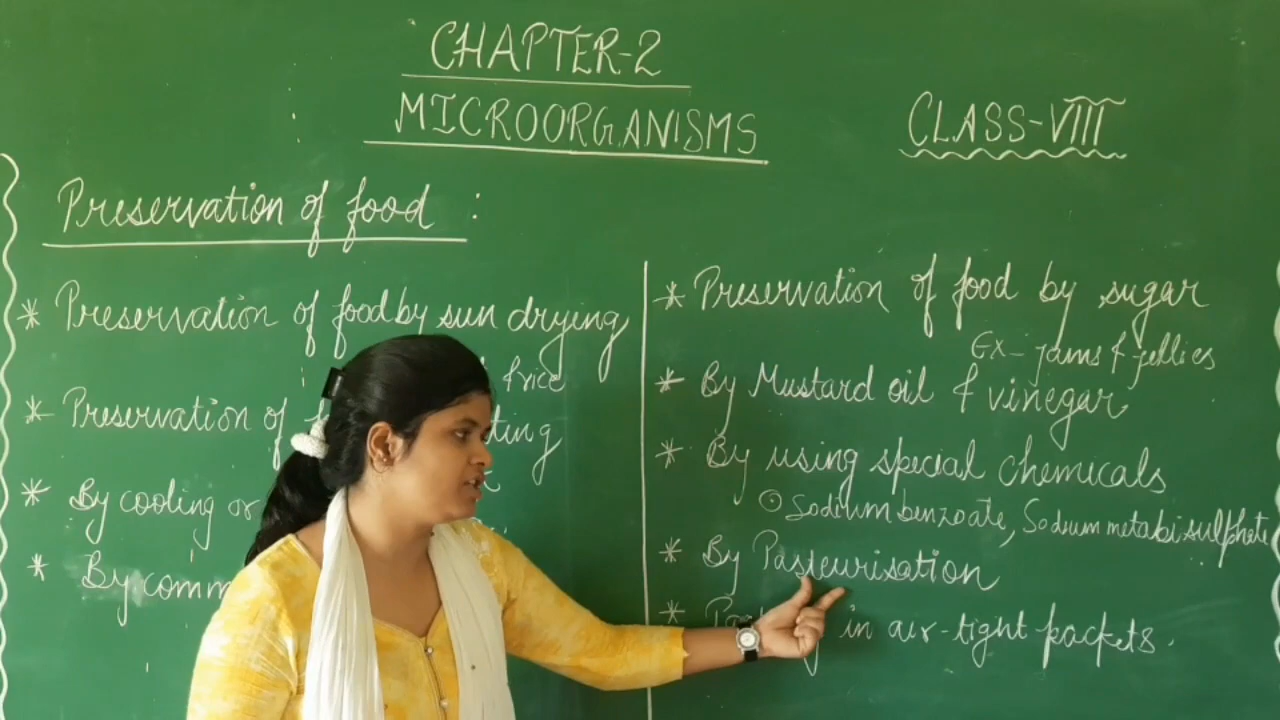 CHAPTER-2
MICROORGANISMS
CLASS-VIII
Preservation of food :
* Preservation of food by sun drying
rice
* Preservation of
* By cooling or
* By comm
* Preservation of food by sugar
Ex- jams & jellies
* By Mustard oil & vinegar
* By using special chemicals
⊙ Sodium benzoate, Sodium metabisulphate
* By Pasteurisation
* in air-tight packets.